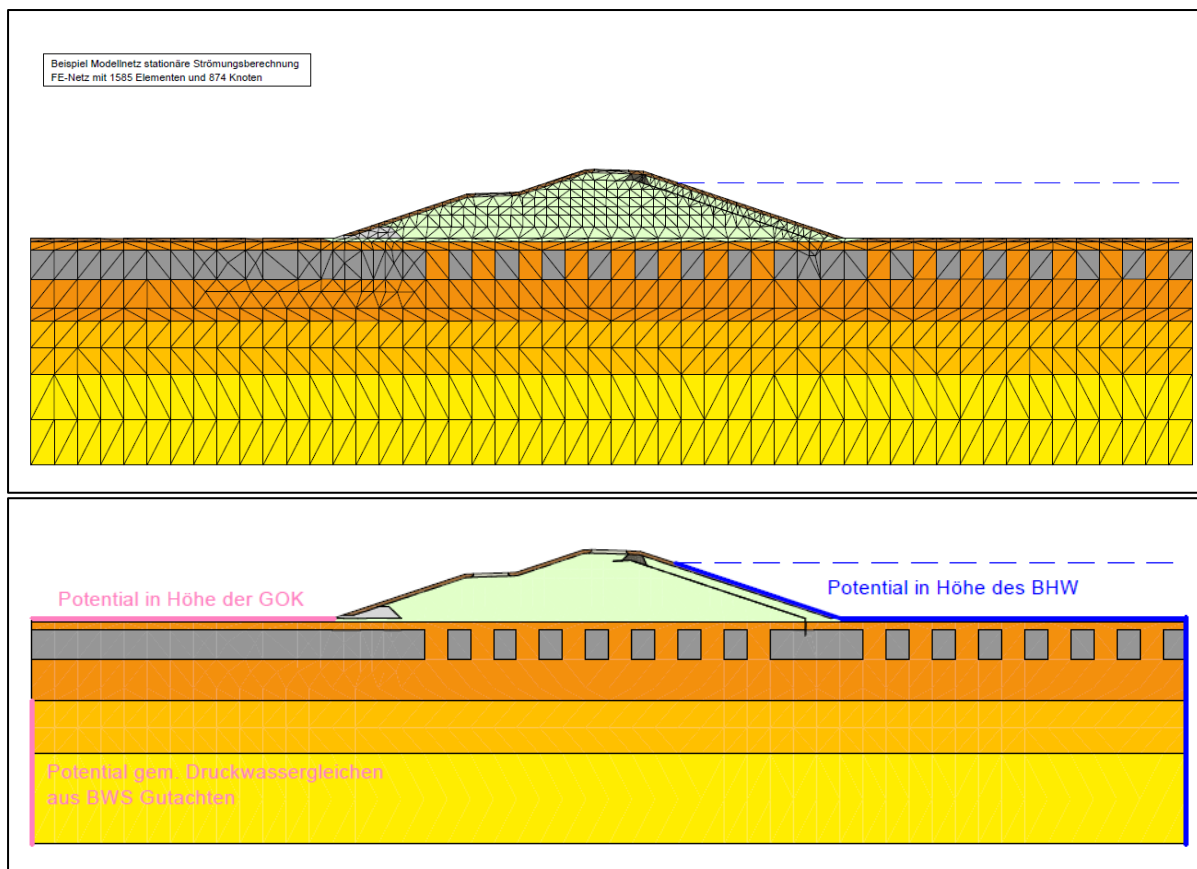 Beispiel Modellnetz stationäre Strömungsberechnung
FE-Netz mit 1585 Elementen und 874 Knoten
Potential in Höhe der GOK
Potential in Höhe des BHW
Potential gem. Druckwassergleichen
aus BWS Gutachten